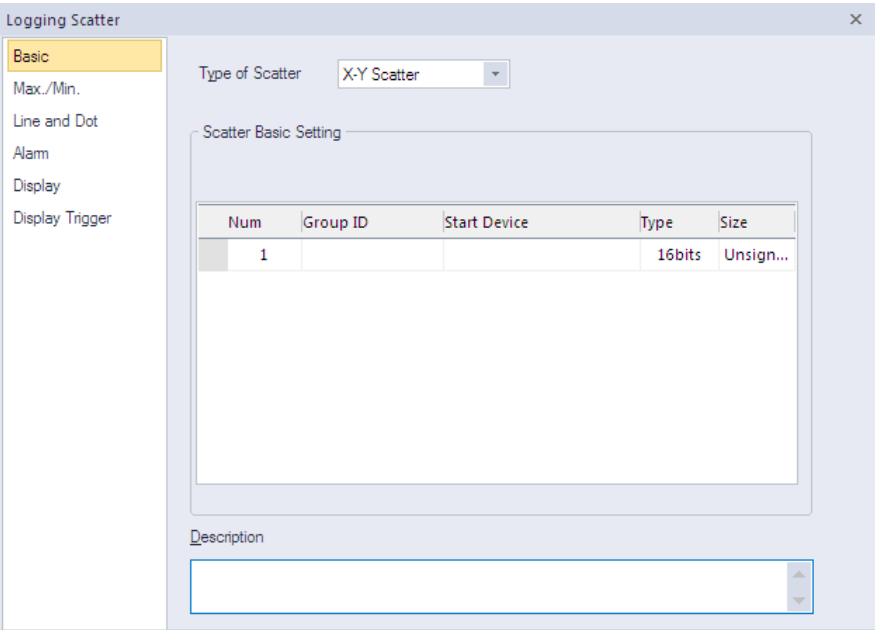 Logging Scatter
Basic
Max./Min.
Line and Dot
Alarm
Display
Display Trigger
Type of Scatter X-Y Scatter
Scatter Basic Setting
Num Group ID Start Device Type Size
1 16bits Unsign...
Description